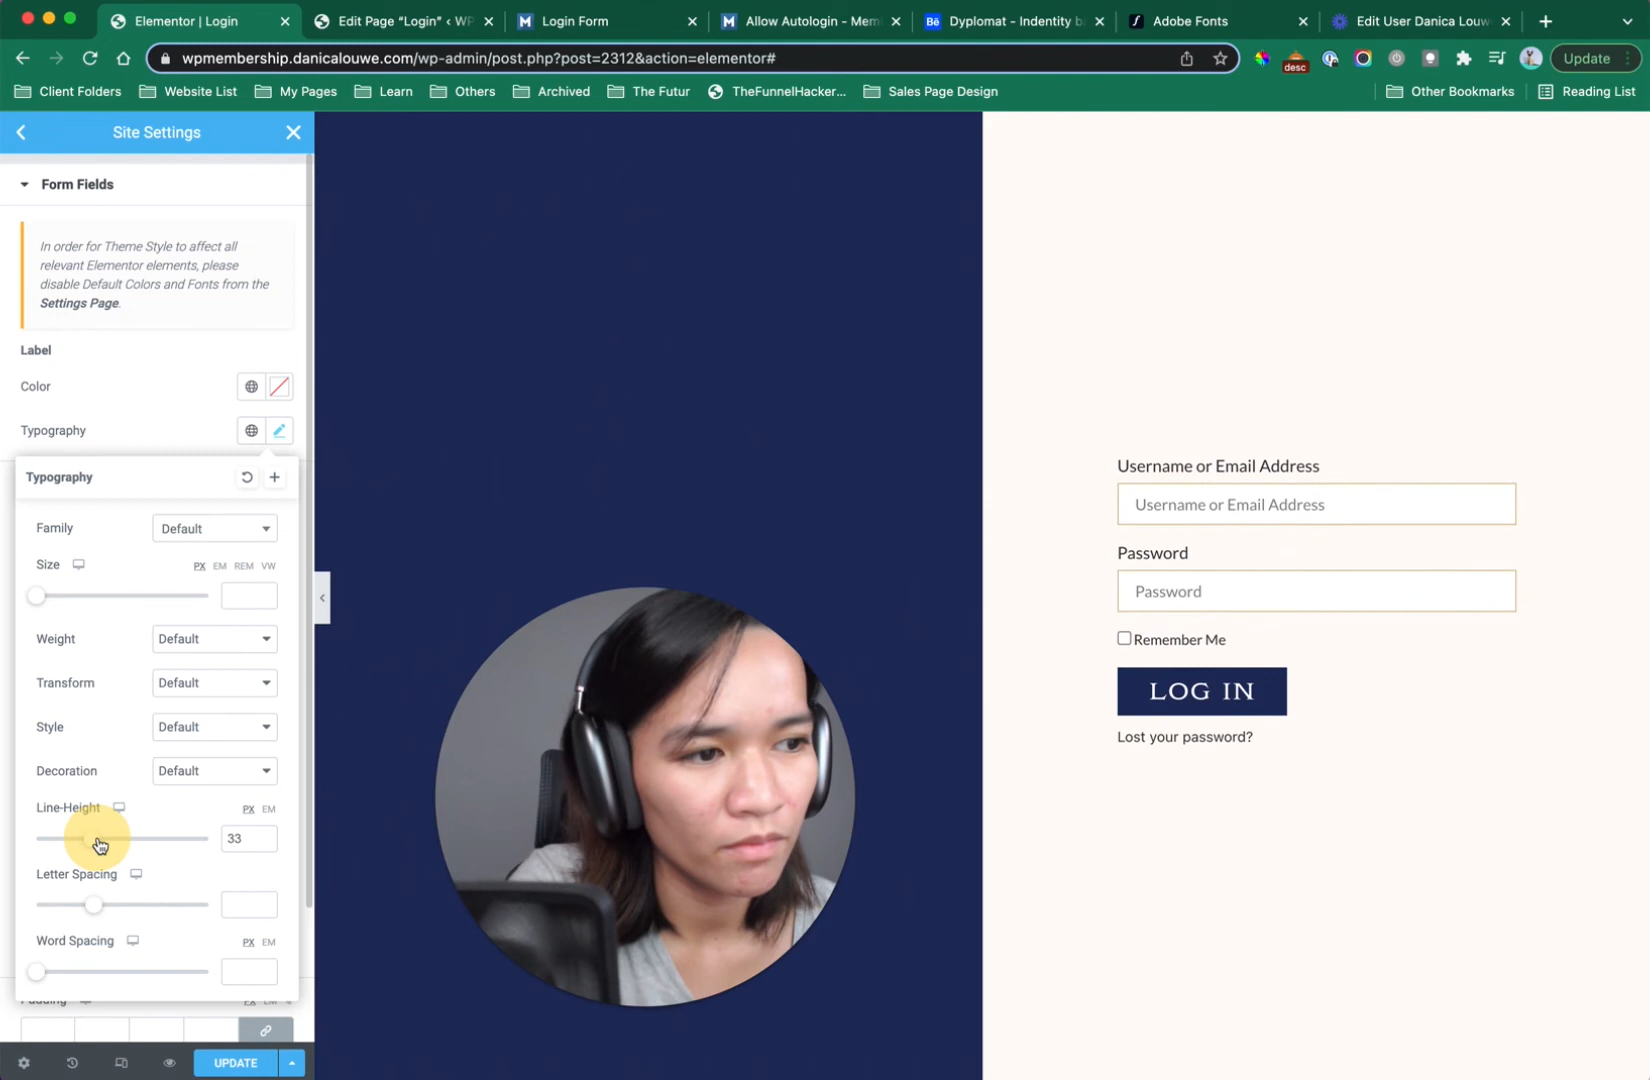 Elementor | Login
Edit Page “Login” ‹ WP
Login Form
Allow Autologin - Mem
Dyplomat - Indentity b
Adobe Fonts
Edit User Danica Louw
wpmembership.danicalouwe.com/wp-admin/post.php?post=2312&action=elementor#
desc
Update
Client Folders
Website List
My Pages
Learn
Others
Archived
The Futur
TheFunnelHacker...
Sales Page Design
Other Bookmarks
Reading List
Site Settings
Form Fields
In order for Theme Style to affect all
relevant Elementor elements, please
disable Default Colors and Fonts from the
Settings Page.
Label
Color
Typography
Typography
Family Default
Size PX EM REM VW
Weight Default
Transform Default
Style Default
Decoration Default
Line-Height PX EM
33
Letter Spacing
Word Spacing PX EM
UPDATE
Username or Email Address
Username or Email Address
Password
Password
Remember Me
LOG IN
Lost your password?